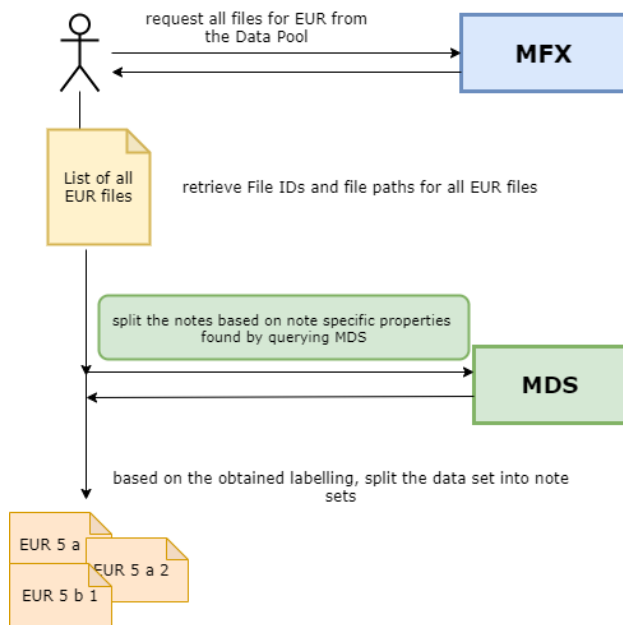 request all files for EUR from
the Data Pool
MFX
List of all
EUR files
retrieve File IDs and file paths for all EUR files
split the notes based on note specific properties
found by querying MDS
MDS
based on the obtained labelling, split the data set into note
sets
EUR 5 a
EUR 5 a 2
EUR 5 b 1